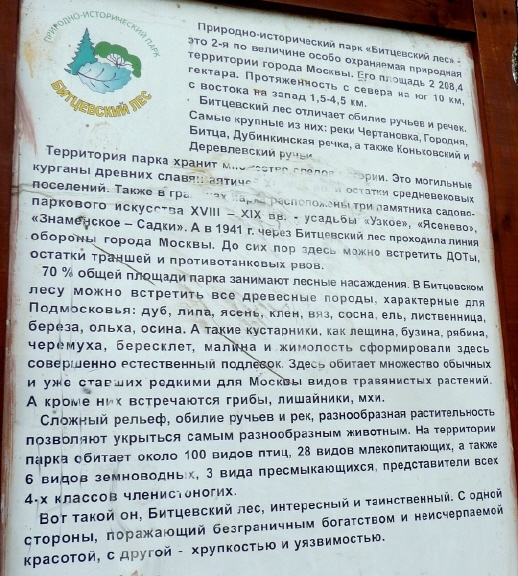 ПРИРОДНО-ИСТОРИЧЕСКИЙ ПАРК
БИТЦЕВСКИЙ ЛЕС
Природно-исторический парк «Битцевский лес» -
это 2-я по величине особо охраняемая природная
территории города Москвы. Его площадь 2 208,4
гектара. Протяженность с севера на юг 10 км,
с востока на запад 1,5-4,5 км.
Битцевский лес отличает обилие ручьев и речек.
Самые крупные из них: реки Чертановка, Городня,
Битца, Дубинкинская речка, а также Коньковский и
Деревлевский ручьи.
Территория парка хранит истории. Это могильные
курганы древних и остатки средневековых
поселений. Также в расположены три памятника садово-
паркового искусства XVIII – XIX вв. - усадьбы «Узкое», «Ясенево»,
«Знаменское – Садки». А в 1941 г. через Битцевский лес проходила линия
обороны города Москвы. До сих пор здесь можно встретить ДОТы,
остатки траншей и противотанковых рвов.
70 % общей площади парка занимают лесные насаждения. В Битцевском
лесу можно встретить все древесные породы, характерные для
Подмосковья: дуб, липа, ясень, клен, вяз, сосна, ель, лиственница,
береза, ольха, осина. А такие кустарники, как лещина, бузина, рябина,
черемуха, бересклет, малина и жимолость сформировали здесь
совершенно естественный подлесок. Здесь обитает множество обычных
и уже ставших редкими для Москвы видов травянистых растений.
А кроме них встречаются грибы, лишайники, мхи.
Сложный рельеф, обилие ручьев и рек, разнообразная растительность
позволяют укрыться самым разнообразным животным. На территории
парка обитает около 100 видов птиц, 28 видов млекопитающих, а также
6 видов земноводных, 3 вида пресмыкающихся, представители всех
4-х классов членистоногих.
Вот такой он, Битцевский лес, интересный и таинственный. С одной
стороны, поражающий безграничным богатством и неисчерпаемой
красотой, с другой - хрупкостью и уязвимостью.